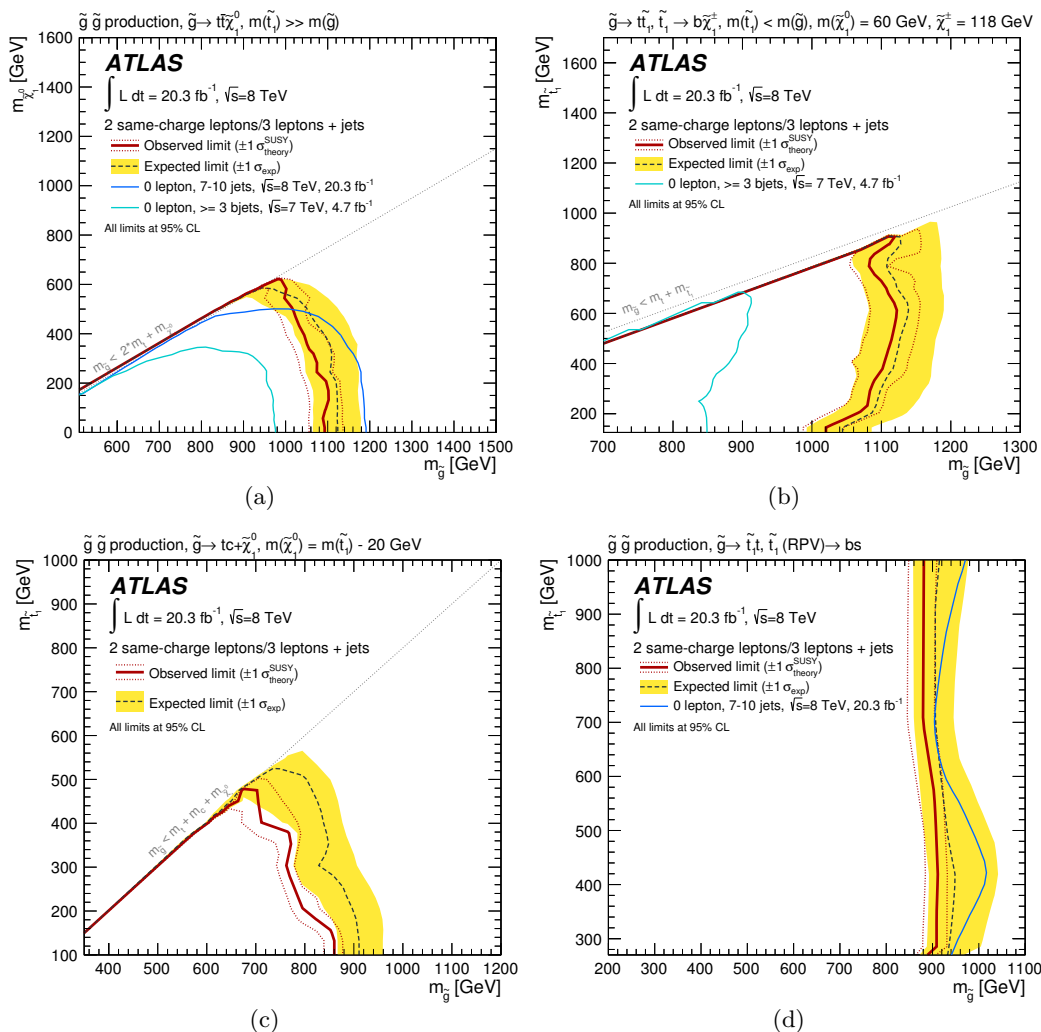 g̃ g̃ production, g̃→ tt̄χ̃₁⁰, m(t̃₁) >> m(g̃)
m_χ̃₁⁰ [GeV]
ATLAS
∫ L dt = 20.3 fb⁻¹, √s=8 TeV
2 same-charge leptons/3 leptons + jets
Observed limit (±1 σ_theory^SUSY)
Expected limit (±1 σ_exp)
0 lepton, 7-10 jets, √s=8 TeV, 20.3 fb⁻¹
0 lepton, >= 3 bjets, √s=7 TeV, 4.7 fb⁻¹
All limits at 95% CL
m_g̃ < 2*m_t + m_χ̃₁⁰
1600
1400
1200
1000
800
600
400
200
0
600 700 800 900 1000 1100 1200 1300 1400 1500
m_g̃ [GeV]
(a)
g̃→ tt̃₁, t̃₁→ bχ̃₁±, m(t̃₁) < m(g̃), m(χ̃₁⁰) = 60 GeV, χ̃₁± = 118 GeV
m_t̃₁ [GeV]
ATLAS
∫ L dt = 20.3 fb⁻¹, √s=8 TeV
2 same-charge leptons/3 leptons + jets
Observed limit (±1 σ_theory^SUSY)
Expected limit (±1 σ_exp)
0 lepton, >= 3 bjets, √s= 7 TeV, 4.7 fb⁻¹
All limits at 95% CL
m_g̃ < m_t + m_t̃₁
1600
1400
1200
1000
800
600
400
200
700 800 900 1000 1100 1200 1300
m_g̃ [GeV]
(b)
g̃ g̃ production, g̃→ tc+χ̃₁⁰, m(χ̃₁⁰) = m(t̃₁) - 20 GeV
m_t̃₁ [GeV]
ATLAS
∫ L dt = 20.3 fb⁻¹, √s=8 TeV
2 same-charge leptons/3 leptons + jets
Observed limit (±1 σ_theory^SUSY)
Expected limit (±1 σ_exp)
All limits at 95% CL
m_g̃ < m_t + m_c + m_χ̃₁⁰
1000
900
800
700
600
500
400
300
200
100
400 500 600 700 800 900 1000 1100 1200
m_g̃ [GeV]
(c)
g̃ g̃ production, g̃→ t̃₁t, t̃₁ (RPV)→ bs
m_t̃₁ [GeV]
ATLAS
∫ L dt = 20.3 fb⁻¹, √s=8 TeV
2 same-charge leptons/3 leptons + jets
Observed limit (±1 σ_theory^SUSY)
Expected limit (±1 σ_exp)
0 lepton, 7-10 jets, √s=8 TeV, 20.3 fb⁻¹
All limits at 95% CL
1000
900
800
700
600
500
400
300
200 300 400 500 600 700 800 900 1000 1100
m_g̃ [GeV]
(d)